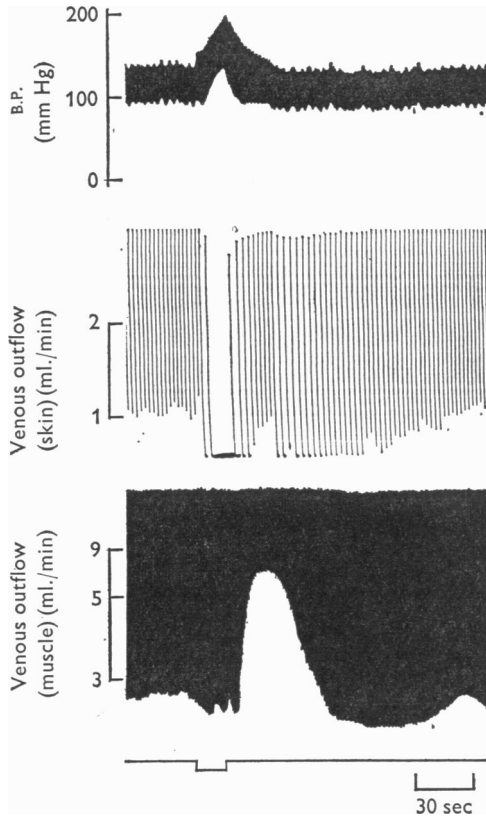 B.P.
(mm Hg)
200
100
0
Venous outflow
(skin) (ml./min)
2
1
Venous outflow
(muscle) (ml./min)
9
5
3
30 sec